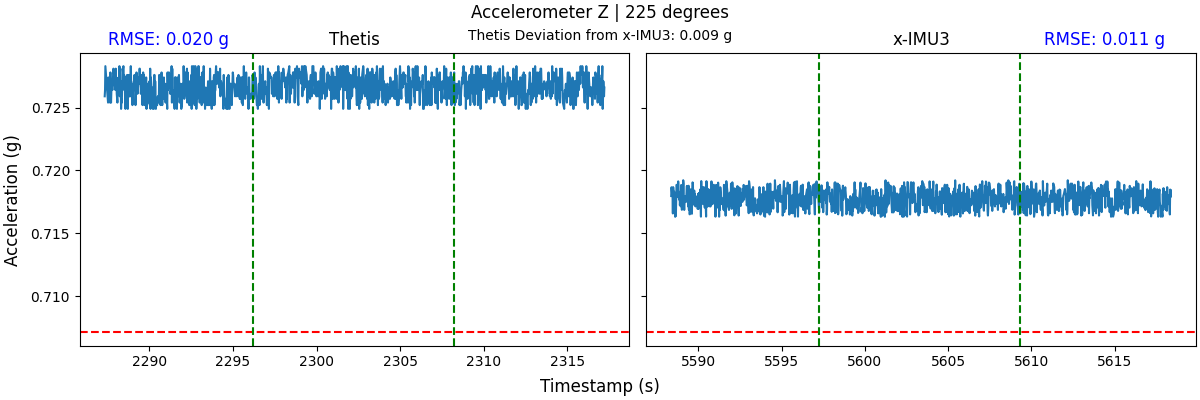 Accelerometer Z | 225 degrees
RMSE: 0.020 g
Thetis
Thetis Deviation from x-IMU3: 0.009 g
x-IMU3
RMSE: 0.011 g
Acceleration (g)
0.725
0.720
0.715
0.710
2290 2295 2300 2305 2310 2315
5590 5595 5600 5605 5610 5615
Timestamp (s)